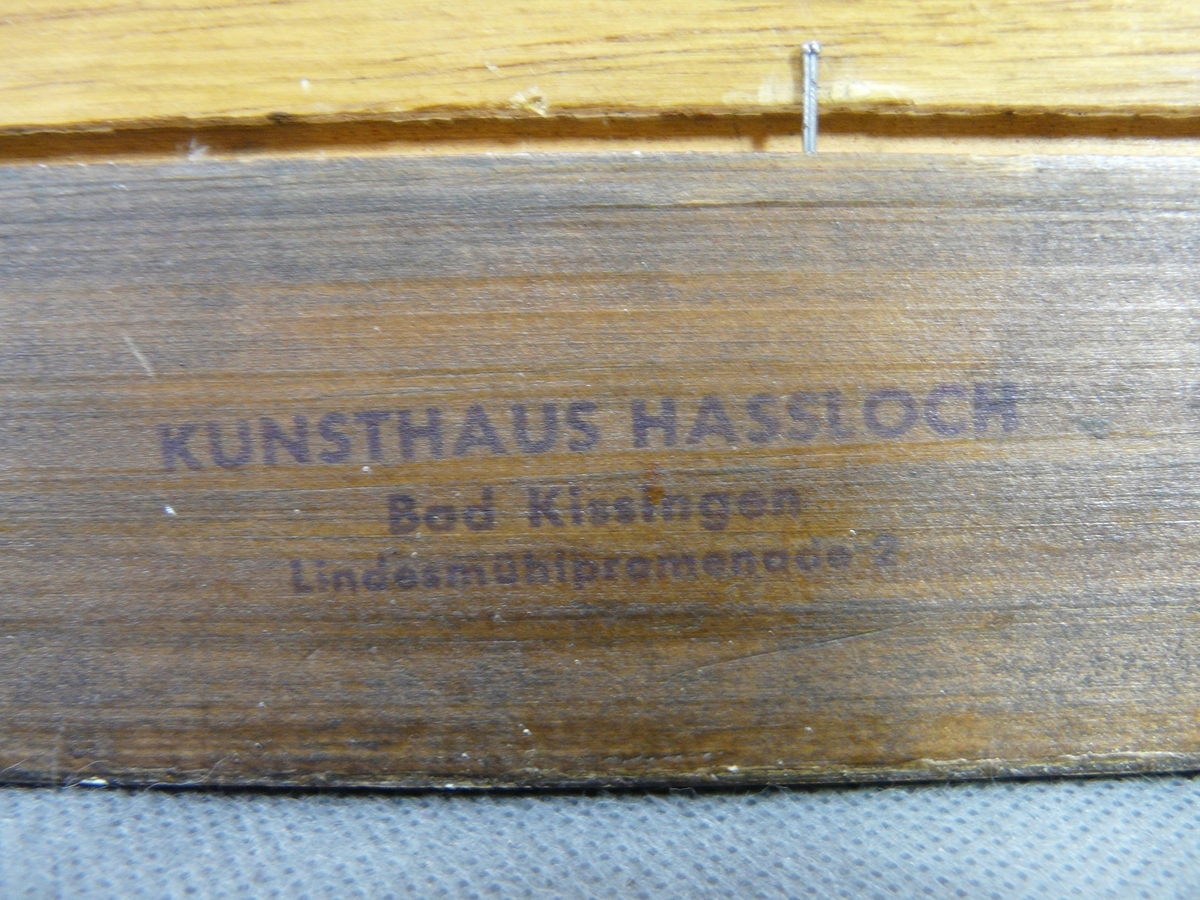 KUNSTHAUS HASSLOCH
Bad Kissingen
Lindesmühlpromenade 2